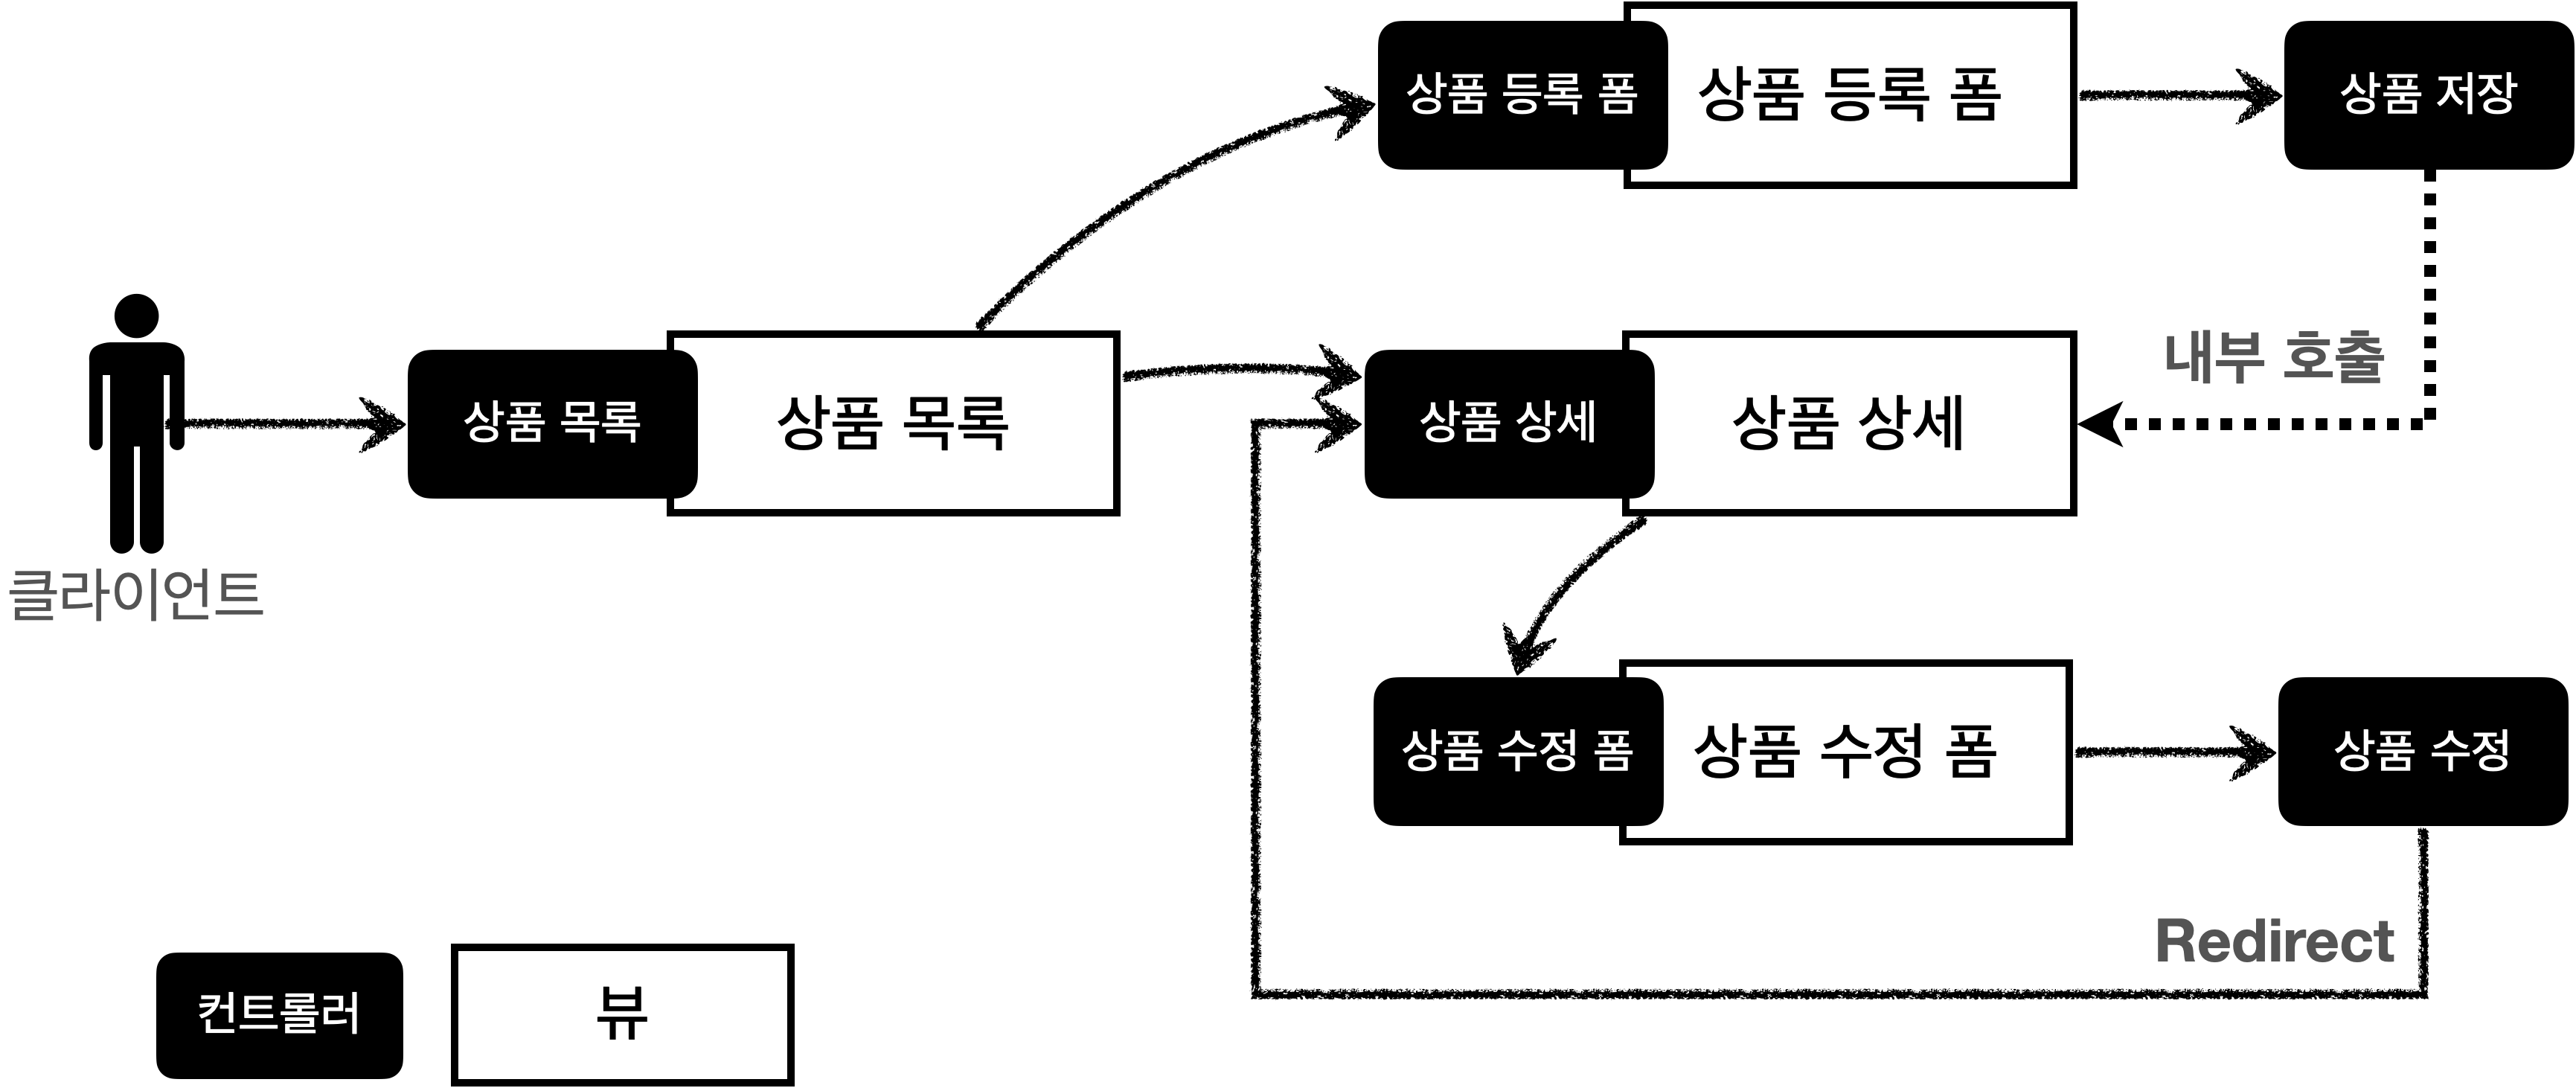 상품 등록 폼
상품 등록 폼
상품 저장
내부 호출
상품 목록
상품 목록
상품 상세
상품 상세
클라이언트
상품 수정 폼
상품 수정 폼
상품 수정
Redirect
컨트롤러
뷰